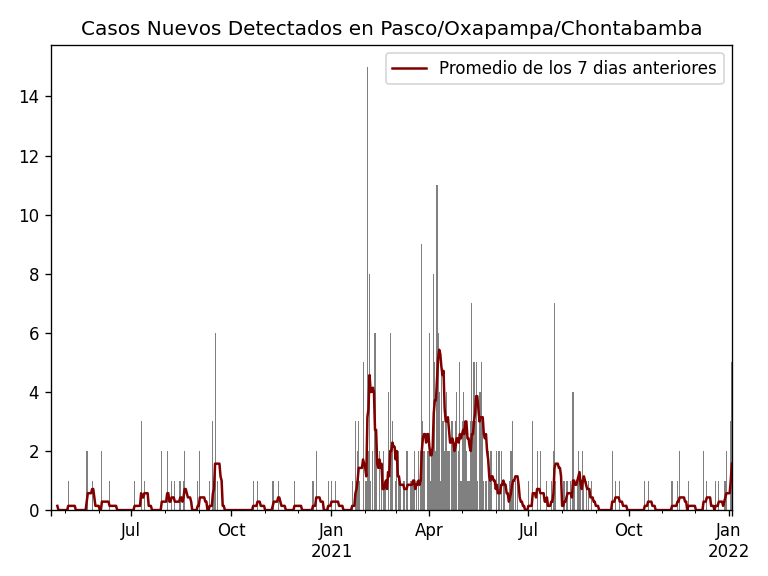 Casos Nuevos Detectados en Pasco/Oxapampa/Chontabamba
Promedio de los 7 dias anteriores
14
12
10
8
6
4
2
0
Jul
Oct
Jan
2021
Apr
Jul
Oct
Jan
2022